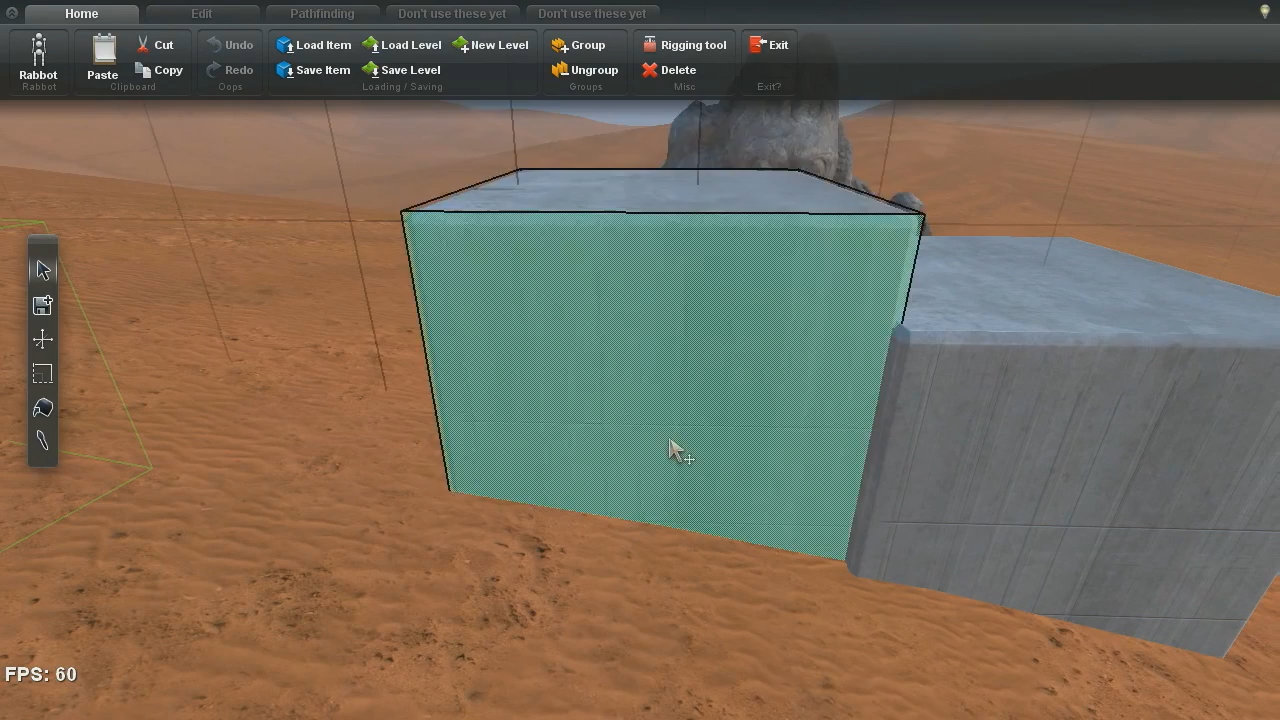 Home Edit Pathfinding Don't use these yet Don't use these yet
Cut Undo Load Item Load Level New Level Group Rigging tool Exit
Rabbot Paste Copy Redo Save Item Save Level Ungroup Delete
Rabbot Clipboard Oops Loading / Saving Groups Misc Exit?
FPS: 60